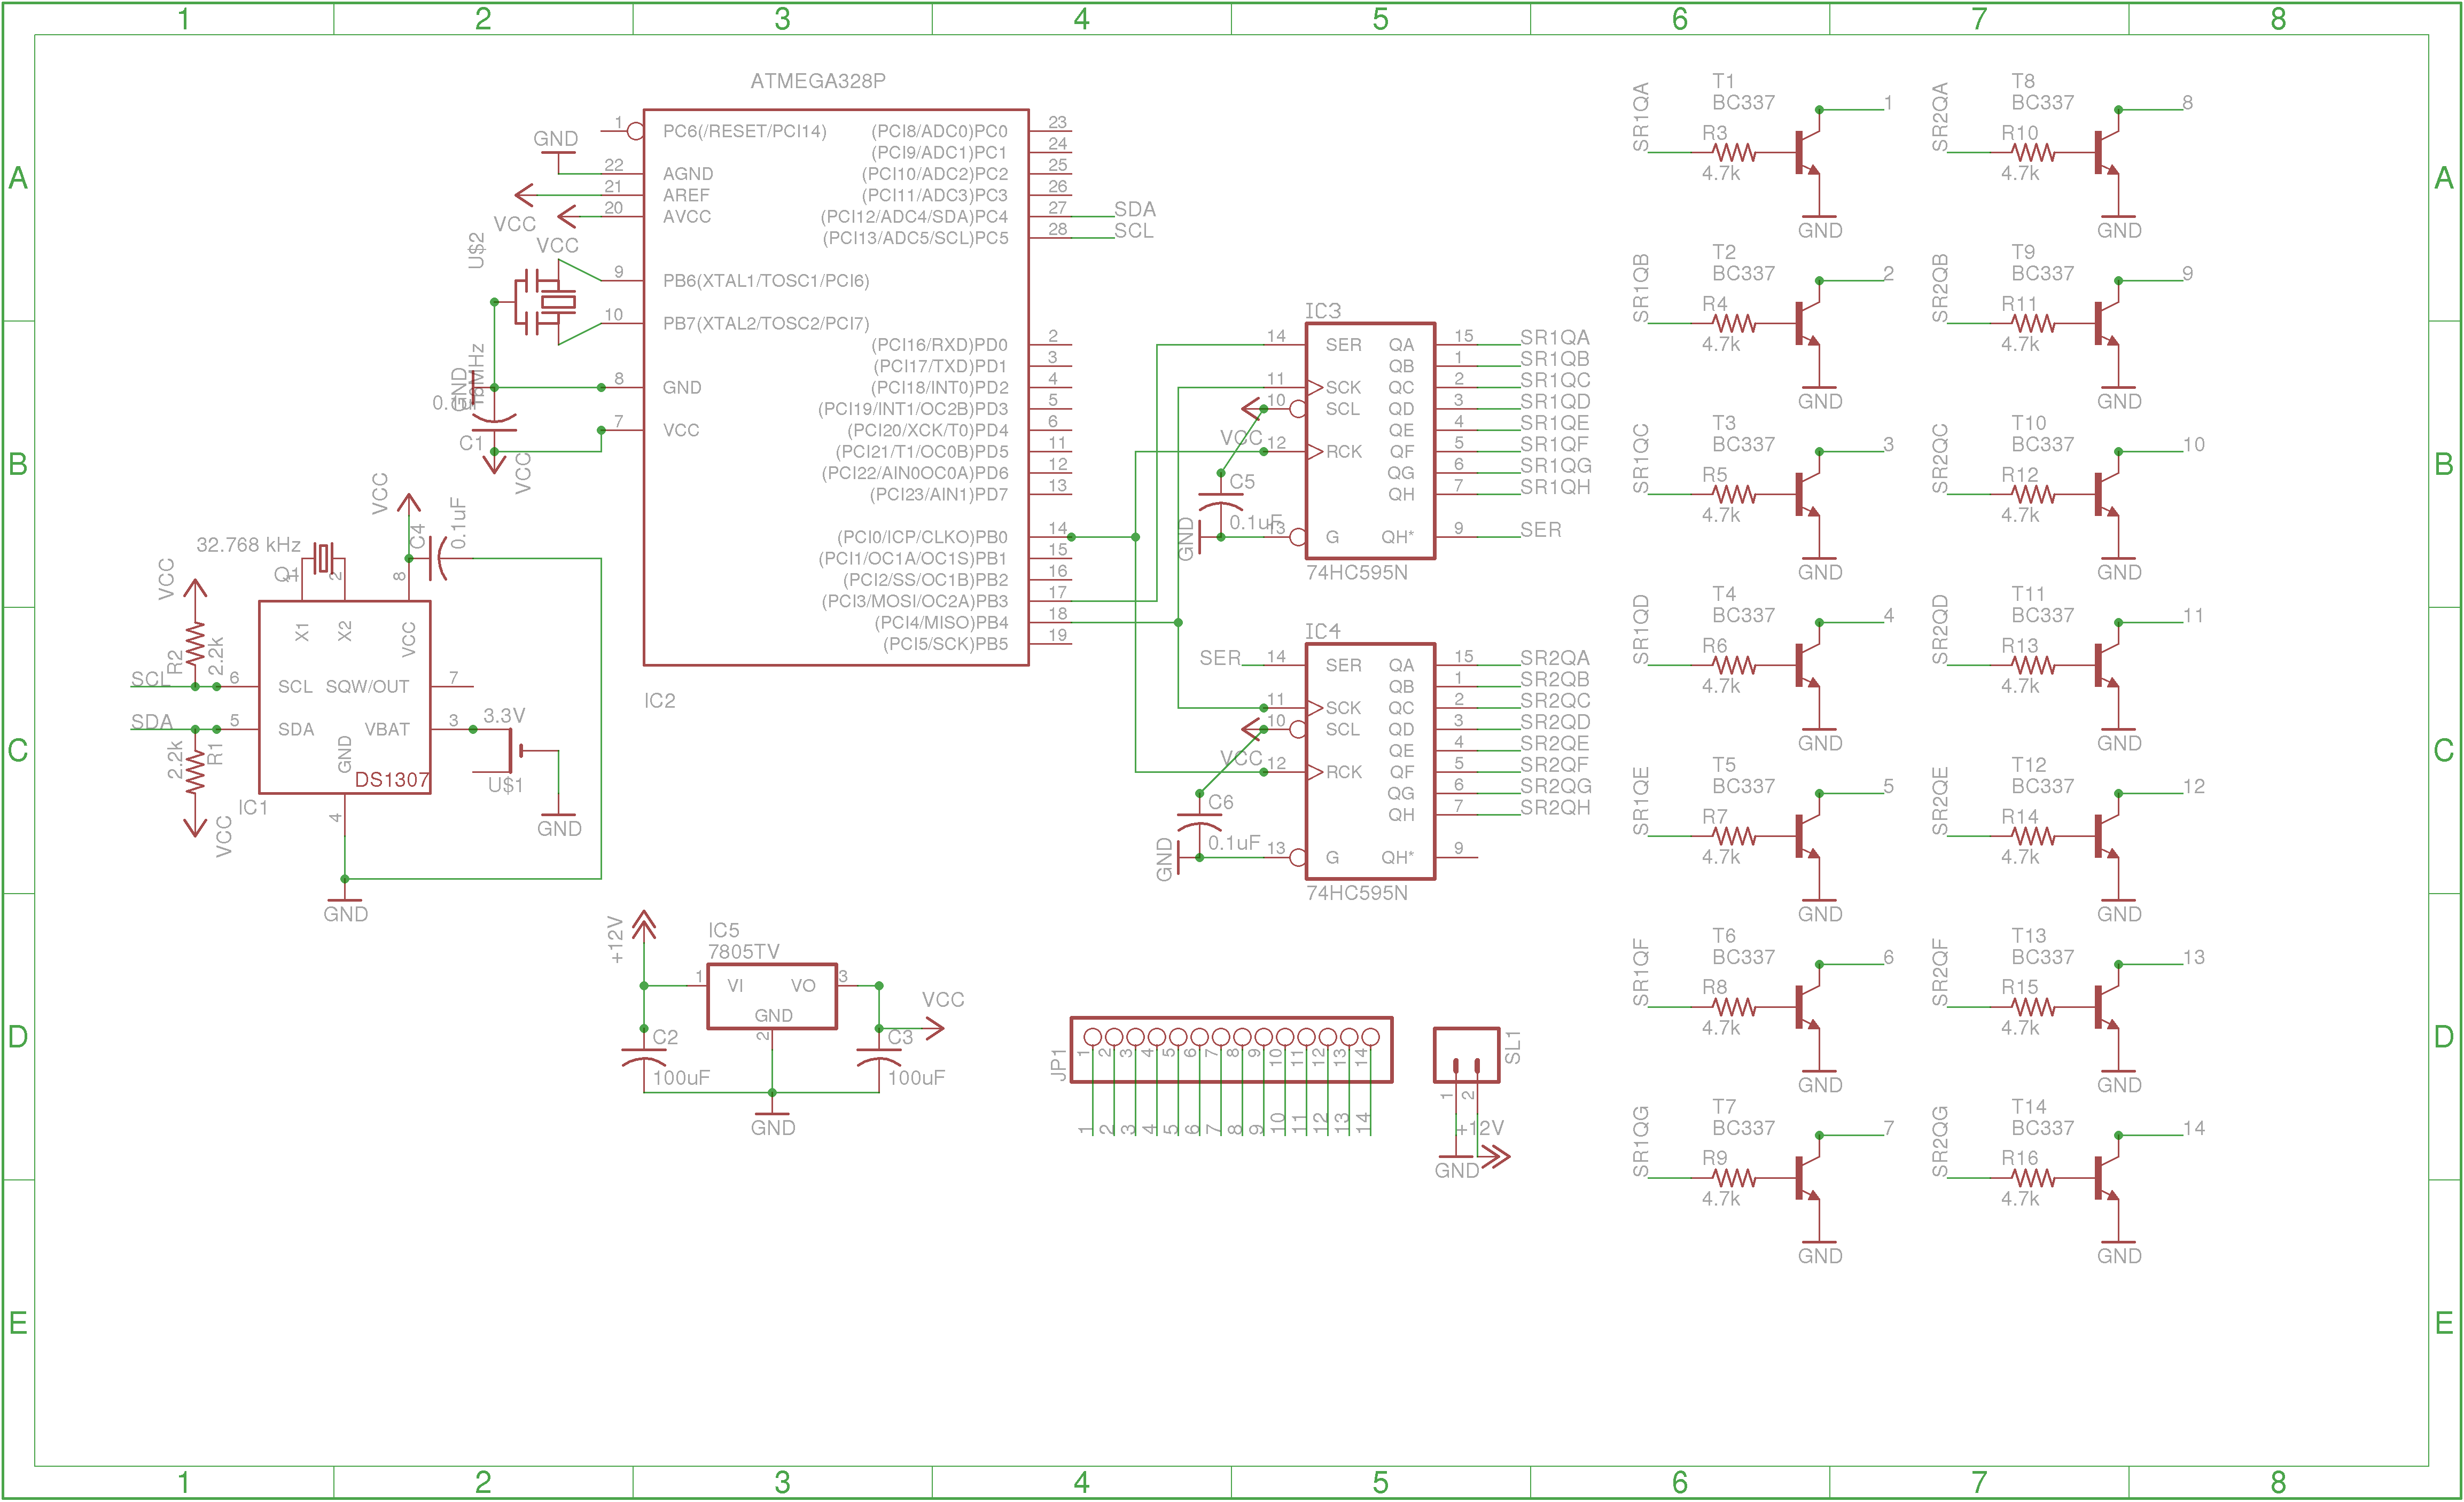 1 2 3 4 5 6 7 8
A
B
C
D
E
A
B
C
D
E
1 2 3 4 5 6 7 8
ATMEGA328P
1 PC6(/RESET/PCI14) (PCI8/ADC0)PC0 23
(PCI9/ADC1)PC1 24
GND
22 AGND (PCI10/ADC2)PC2 25
21 AREF (PCI11/ADC3)PC3 26
20 AVCC (PCI12/ADC4/SDA)PC4 27 SDA
(PCI13/ADC5/SCL)PC5 28 SCL
VCC
VCC
U$2
9 PB6(XTAL1/TOSC1/PCI6)
10 PB7(XTAL2/TOSC2/PCI7)
(PCI16/RXD)PD0 2
(PCI17/TXD)PD1 3
8 GND (PCI18/INT0)PD2 4
(PCI19/INT1/OC2B)PD3 5
7 VCC (PCI20/XCK/T0)PD4 6
(PCI21/T1/OC0B)PD5 11
(PCI22/AIN0OC0A)PD6 12
(PCI23/AIN1)PD7 13
(PCI0/ICP/CLKO)PB0 14
(PCI1/OC1A/OC1S)PB1 15
(PCI2/SS/OC1B)PB2 16
(PCI3/MOSI/OC2A)PB3 17
(PCI4/MISO)PB4 18
(PCI5/SCK)PB5 19
IC2
GND
C1
VCC
VCC
C4
0.1uF
32.768 kHz
Q1
2
8
VCC
R2
2.2k
X1 X2 VCC
SCL 6 SCL SQW/OUT 7
SDA 5 SDA VBAT 3 3.3V
GND
DS1307
2.2k
R1
VCC
IC1
4
GND
U$1
GND
IC3
14 SER QA 15 SR1QA
QB 1 SR1QB
11 SCK QC 2 SR1QC
10 SCL QD 3 SR1QD
QE 4 SR1QE
VCC 12 RCK QF 5 SR1QF
QG 6 SR1QG
C5 QH 7 SR1QH
0.1uF
GND 13 G QH* 9 SER
74HC595N
IC4
SER 14 SER QA 15 SR2QA
QB 1 SR2QB
11 SCK QC 2 SR2QC
10 SCL QD 3 SR2QD
QE 4 SR2QE
VCC 12 RCK QF 5 SR2QF
QG 6 SR2QG
C6 QH 7 SR2QH
0.1uF
GND 13 G QH* 9
74HC595N
+12V
IC5
7805TV
1 VI VO 3
GND
2
VCC
C2
100uF
C3
100uF
GND
JP1
1 2 3 4 5 6 7 8 9 10 11 12 13 14
1 2 3 4 5 6 7 8 9 10 11 12 13 14
SL1
1 2
+12V
GND
SR1QA
T1
BC337
R3
4.7k
1
GND
SR1QB
T2
BC337
R4
4.7k
2
GND
SR1QC
T3
BC337
R5
4.7k
3
GND
SR1QD
T4
BC337
R6
4.7k
4
GND
SR1QE
T5
BC337
R7
4.7k
5
GND
SR1QF
T6
BC337
R8
4.7k
6
GND
SR1QG
T7
BC337
R9
4.7k
7
GND
SR2QA
T8
BC337
R10
4.7k
8
GND
SR2QB
T9
BC337
R11
4.7k
9
GND
SR2QC
T10
BC337
R12
4.7k
10
GND
SR2QD
T11
BC337
R13
4.7k
11
GND
SR2QE
T12
BC337
R14
4.7k
12
GND
SR2QF
T13
BC337
R15
4.7k
13
GND
SR2QG
T14
BC337
R16
4.7k
14
GND